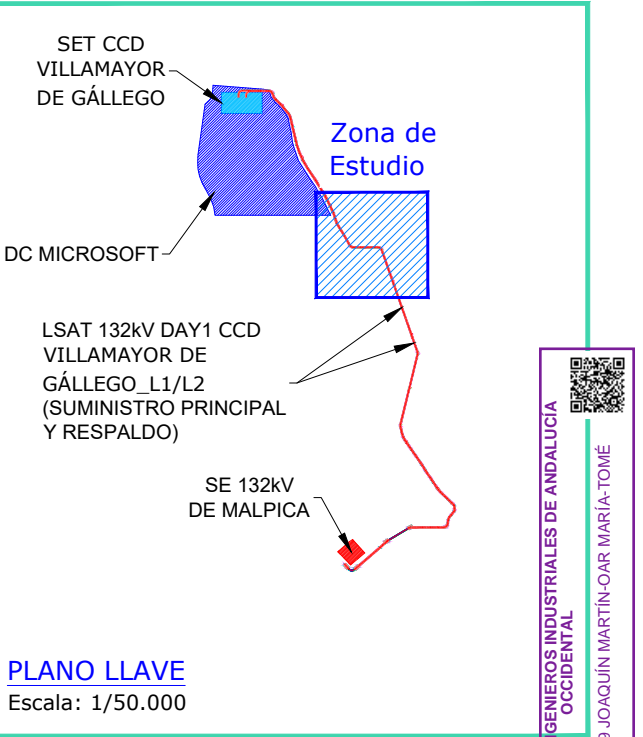 SET CCD
VILLAMAYOR
DE GÁLLEGO
Zona de
Estudio
DC MICROSOFT
LSAT 132kV DAY1 CCD
VILLAMAYOR DE
GÁLLEGO_L1/L2
(SUMINISTRO PRINCIPAL
Y RESPALDO)
SE 132kV
DE MALPICA
PLANO LLAVE
Escala: 1/50.000
GENIEROS INDUSTRIALES DE ANDALUCÍA
OCCIDENTAL
9 JOAQUÍN MARTÍN-OAR MARÍA-TOMÉ